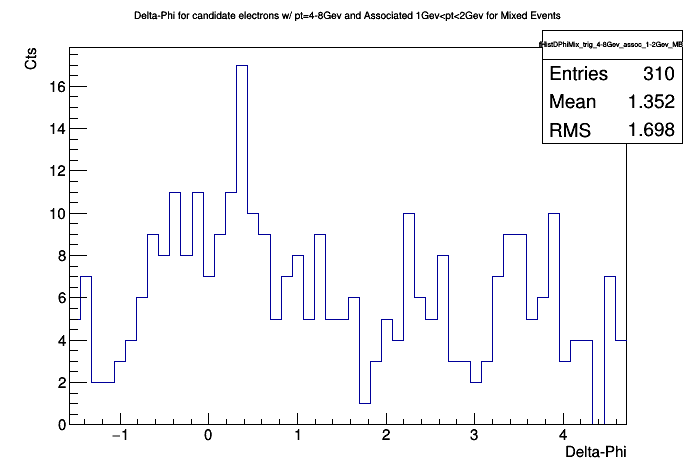 Delta-Phi for candidate electrons w/ pt=4-8Gev and Associated 1Gev<pt<2Gev for Mixed Events
Cts
HistDPhiMix_trig_4-8Gev_assoc_1-2Gev_MB
Entries 310
Mean 1.352
RMS 1.698
16
14
12
10
8
6
4
2
0
−1 0 1 2 3 4
Delta-Phi